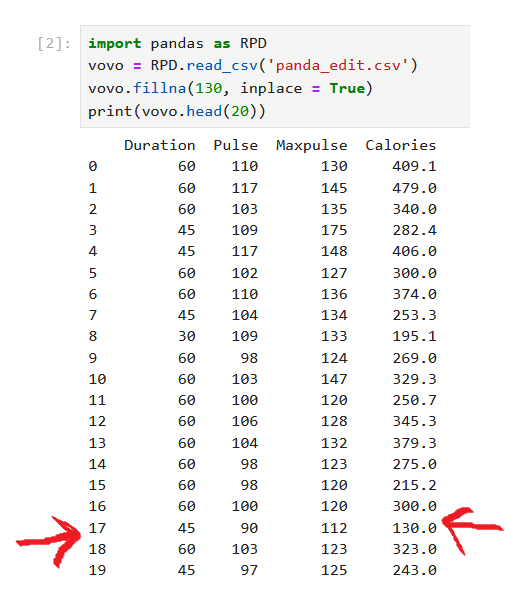 [2]: import pandas as RPD
vovo = RPD.read_csv('panda_edit.csv')
vovo.fillna(130, inplace = True)
print(vovo.head(20))
Duration Pulse Maxpulse Calories
0 60 110 130 409.1
1 60 117 145 479.0
2 60 103 135 340.0
3 45 109 175 282.4
4 45 117 148 406.0
5 60 102 127 300.0
6 60 110 136 374.0
7 45 104 134 253.3
8 30 109 133 195.1
9 60 98 124 269.0
10 60 103 147 329.3
11 60 100 120 250.7
12 60 106 128 345.3
13 60 104 132 379.3
14 60 98 123 275.0
15 60 98 120 215.2
16 60 100 120 300.0
17 45 90 112 130.0
18 60 103 123 323.0
19 45 97 125 243.0